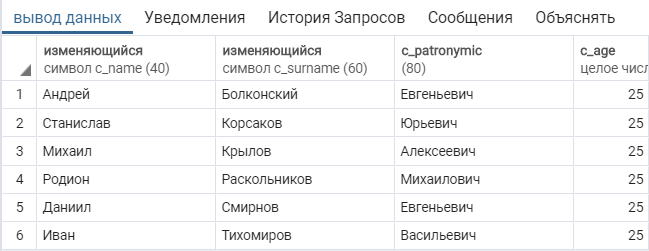 вывод данных Уведомления История Запросов Сообщения Объяснять
изменяющийся изменяющийся c_patronymic c_age
символ c_name (40) символ c_surname (60) (80) целое числ
1 Андрей Болконский Евгеньевич 25
2 Станислав Корсаков Юрьевич 25
3 Михаил Крылов Алексеевич 25
4 Родион Раскольников Михаилович 25
5 Даниил Смирнов Евгеньевич 25
6 Иван Тихомиров Васильевич 25